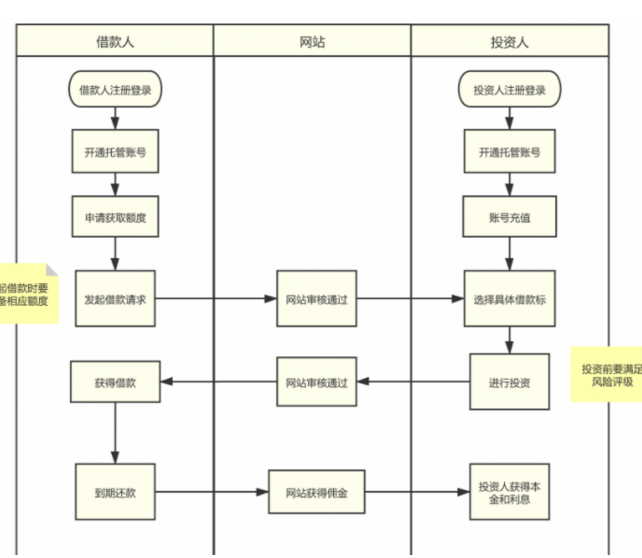 借款人
网站
投资人
借款人注册登录
投资人注册登录
开通托管账号
开通托管账号
申请获取额度
账号充值
起借款时要
备相应额度
发起借款请求
网站审核通过
选择具体借款标
获得借款
网站审核通过
进行投资
投资前要满足
风险评级
到期还款
网站获得佣金
投资人获得本
金和利息